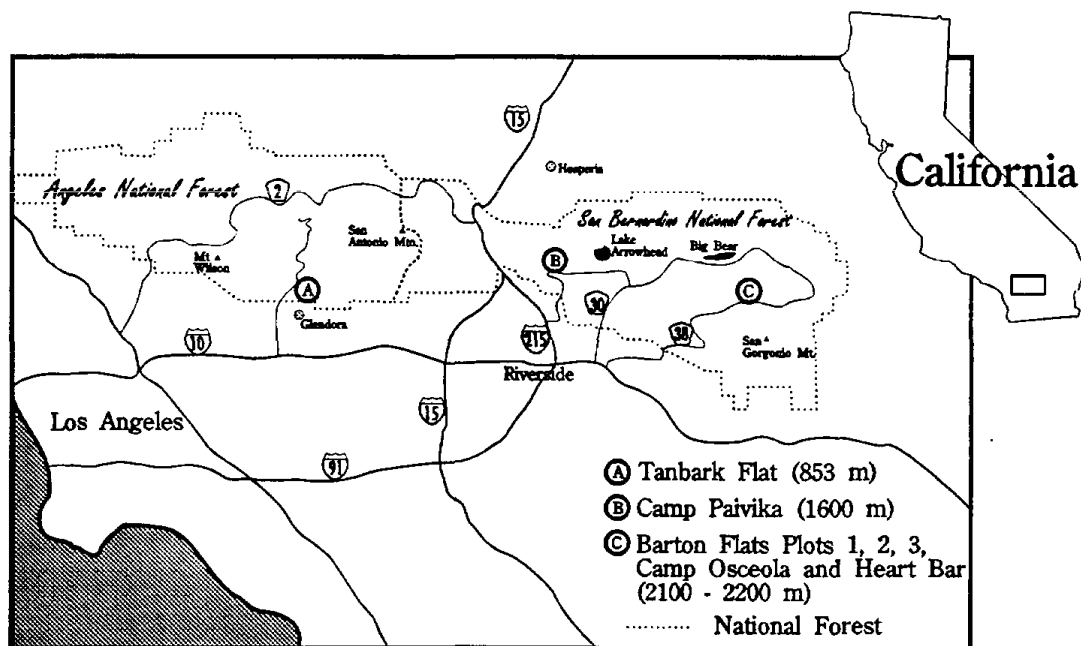 California
15
Hesperia
Angeles National Forest
2
San Bernardino National Forest
San
Antonio Mtn.
Lake
Arrowhead
Big Bear
Mt
Wilson
B
A
C
Glendora
30
38
10
215
San
Gorgonio Mt.
Riverside
15
Los Angeles
91
A Tanbark Flat (853 m)
B Camp Paivika (1600 m)
C Barton Flats Plots 1, 2, 3,
Camp Osceola and Heart Bar
(2100 - 2200 m)
National Forest